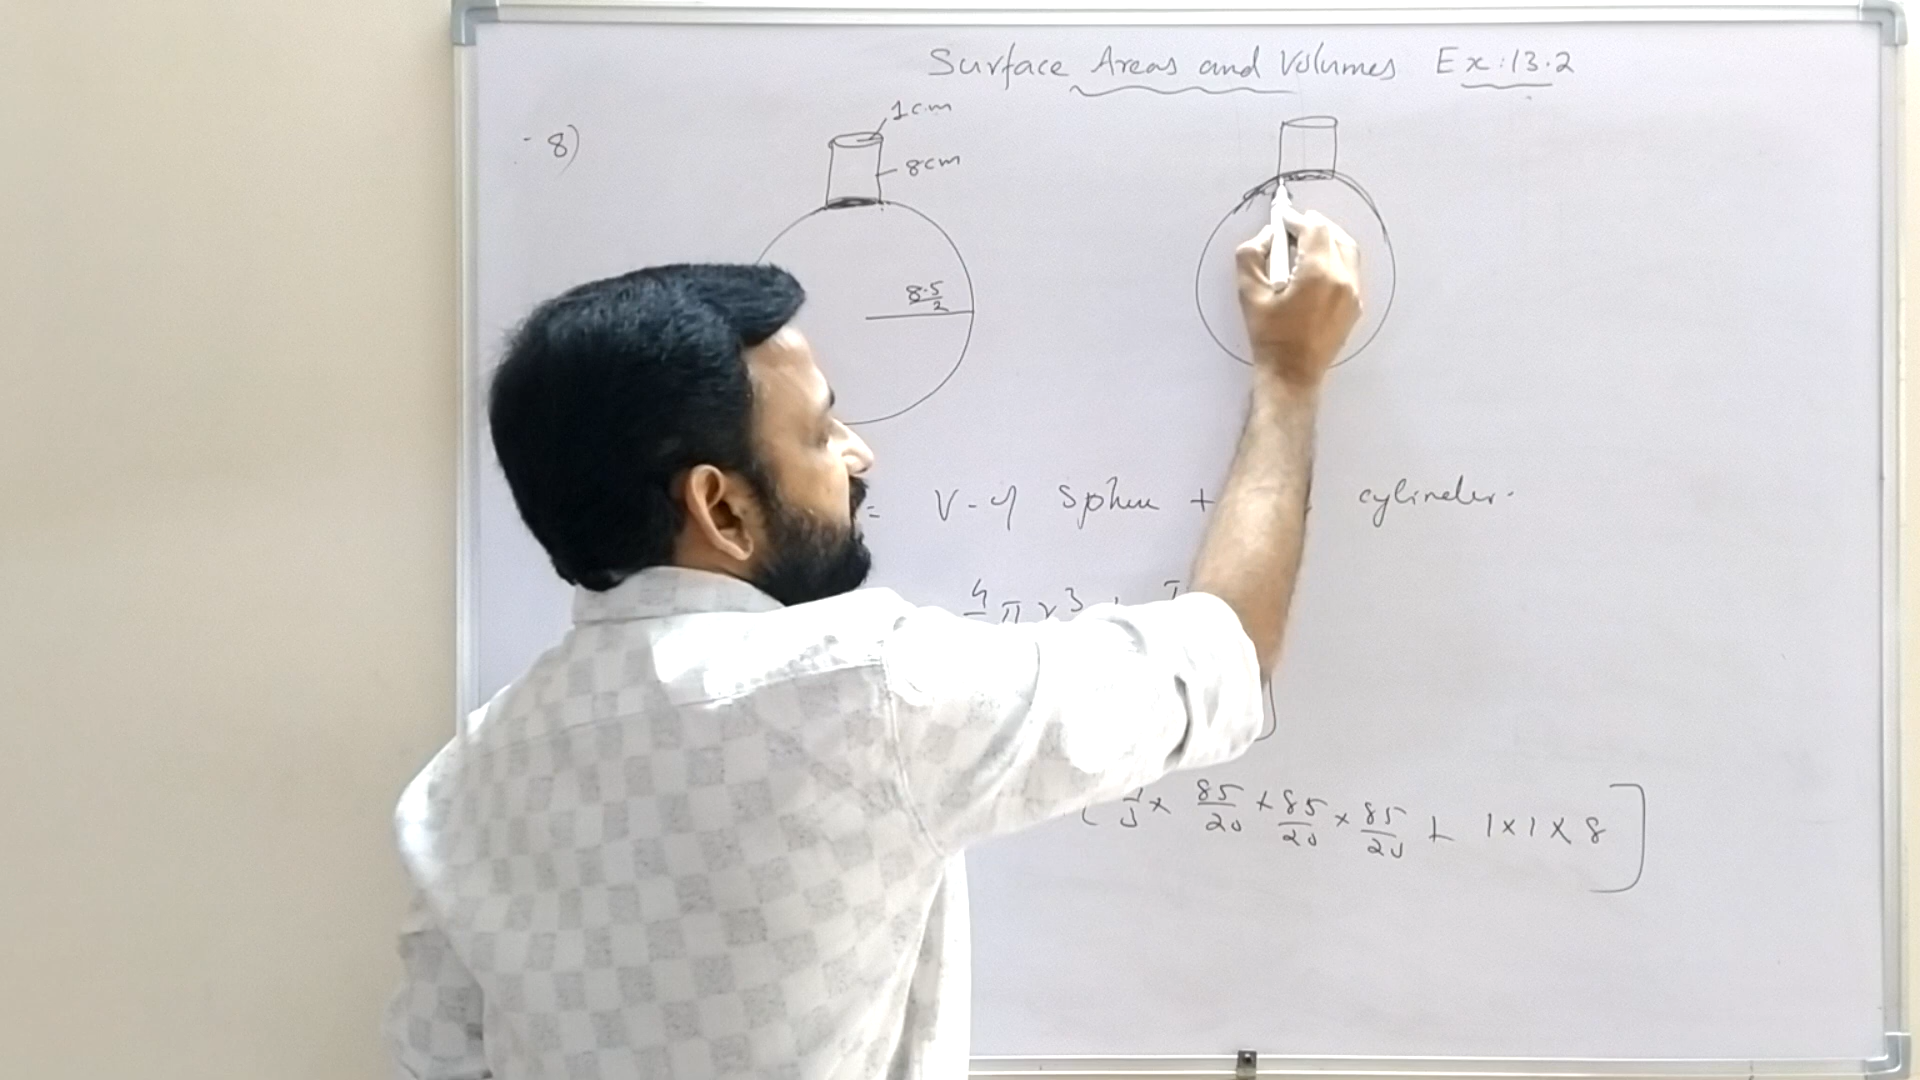 Surface Areas and Volumes Ex:13.2
8)
1cm
8cm
8.5/2
= V-of Sphere + cylinder.
4 π r3 +
3 × 85/20 × 85/20 × 85/20 + 1×1×8 ]